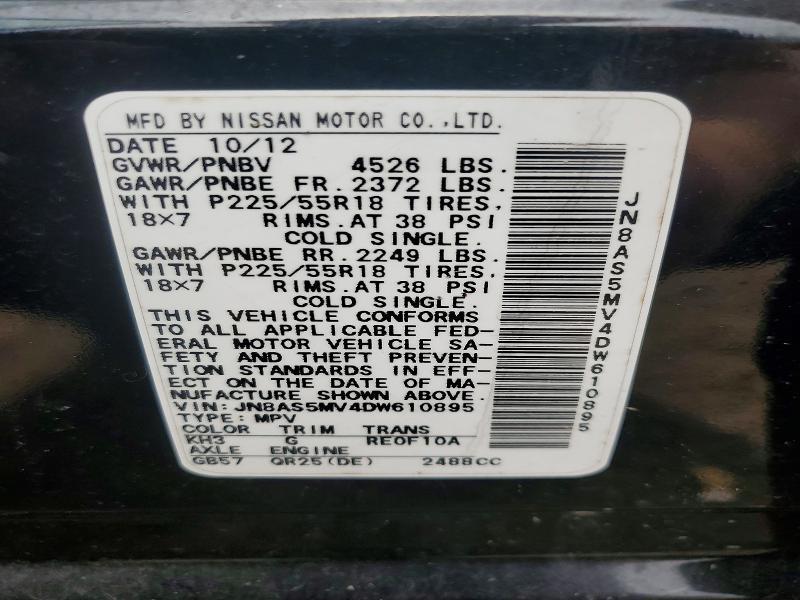 MFD BY NISSAN MOTOR CO.,LTD.
DATE 10/12
GVWR/PNBV 4526 LBS.
GAWR/PNBE FR. 2372 LBS.
WITH P225/55R18 TIRES.
18×7 RIMS. AT 38 PSI
COLD SINGLE.
GAWR/PNBE RR. 2249 LBS.
WITH P225/55R18 TIRES.
18×7 RIMS. AT 38 PSI
COLD SINGLE.
THIS VEHICLE CONFORMS
TO ALL APPLICABLE FED-
ERAL MOTOR VEHICLE SA-
FETY AND THEFT PREVEN-
TION STANDARDS IN EFF-
ECT ON THE DATE OF MA-
NUFACTURE SHOWN ABOVE.
VIN: JN8AS5MV4DW610895
TYPE: MPV
COLOR TRIM TRANS
KH3 G RE0F10A
AXLE ENGINE
GB57 QR25(DE) 2488CC
JN8AS5MV4DW610895